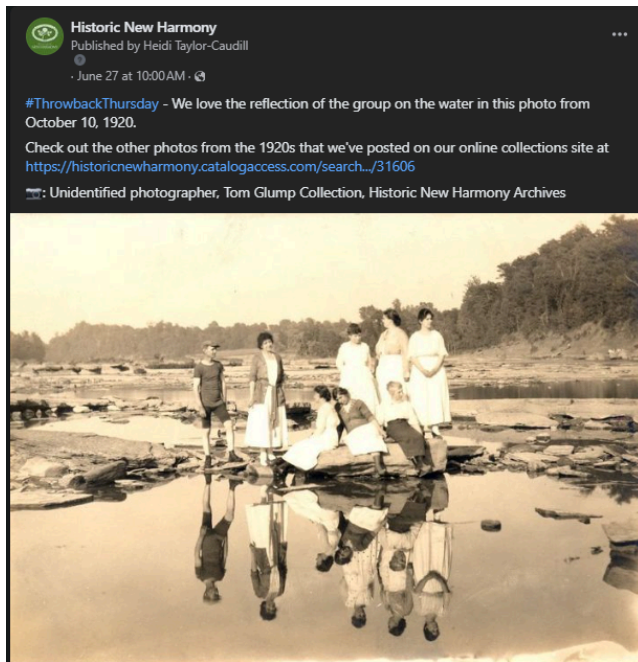 Historic New Harmony
Published by Heidi Taylor-Caudill
· June 27 at 10:00 AM ·
#ThrowbackThursday - We love the reflection of the group on the water in this photo from
October 10, 1920.
Check out the other photos from the 1920s that we've posted on our online collections site at
https://historicnewharmony.catalogaccess.com/search.../31606
📷: Unidentified photographer, Tom Glump Collection, Historic New Harmony Archives